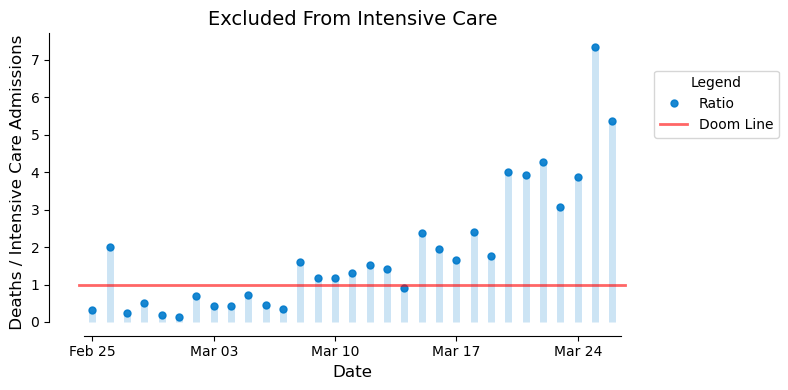 Excluded From Intensive Care
Deaths / Intensive Care Admissions
7
6
5
4
3
2
1
0
Feb 25
Mar 03
Mar 10
Mar 17
Mar 24
Date
Legend
Ratio
Doom Line